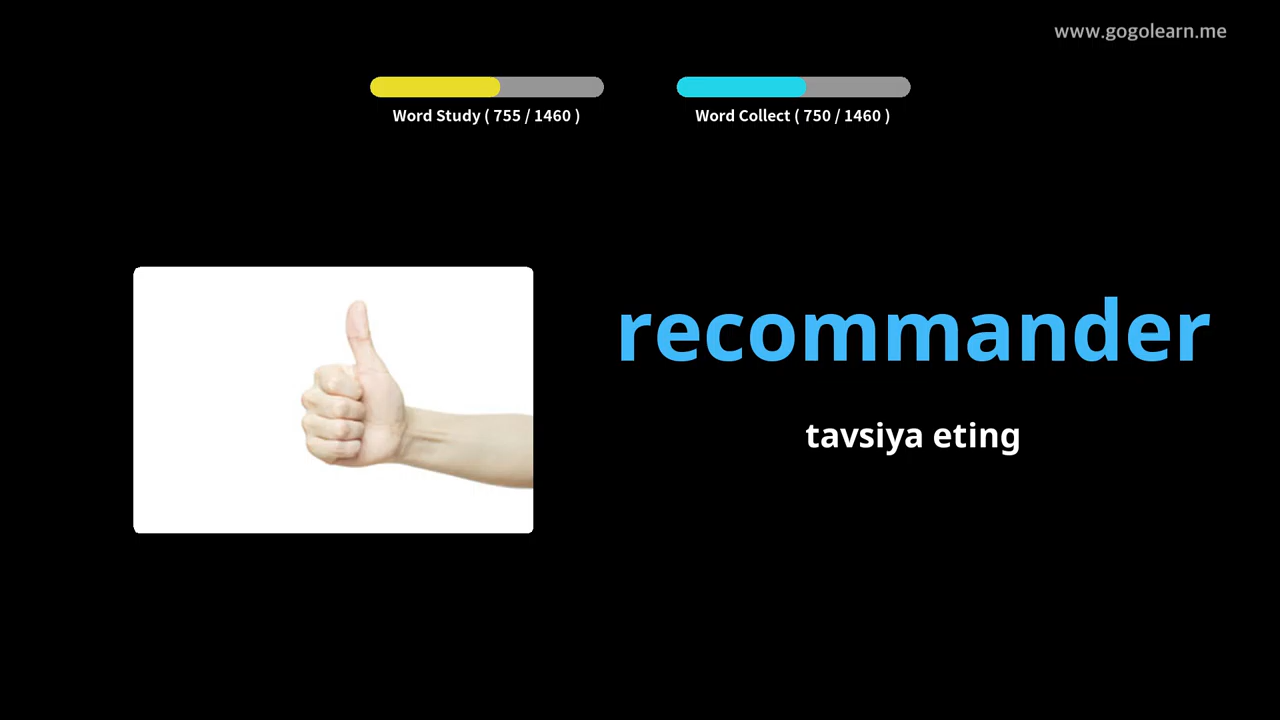 www.gogolearn.me
Word Study ( 755 / 1460 )
Word Collect ( 750 / 1460 )
recommander
tavsiya eting